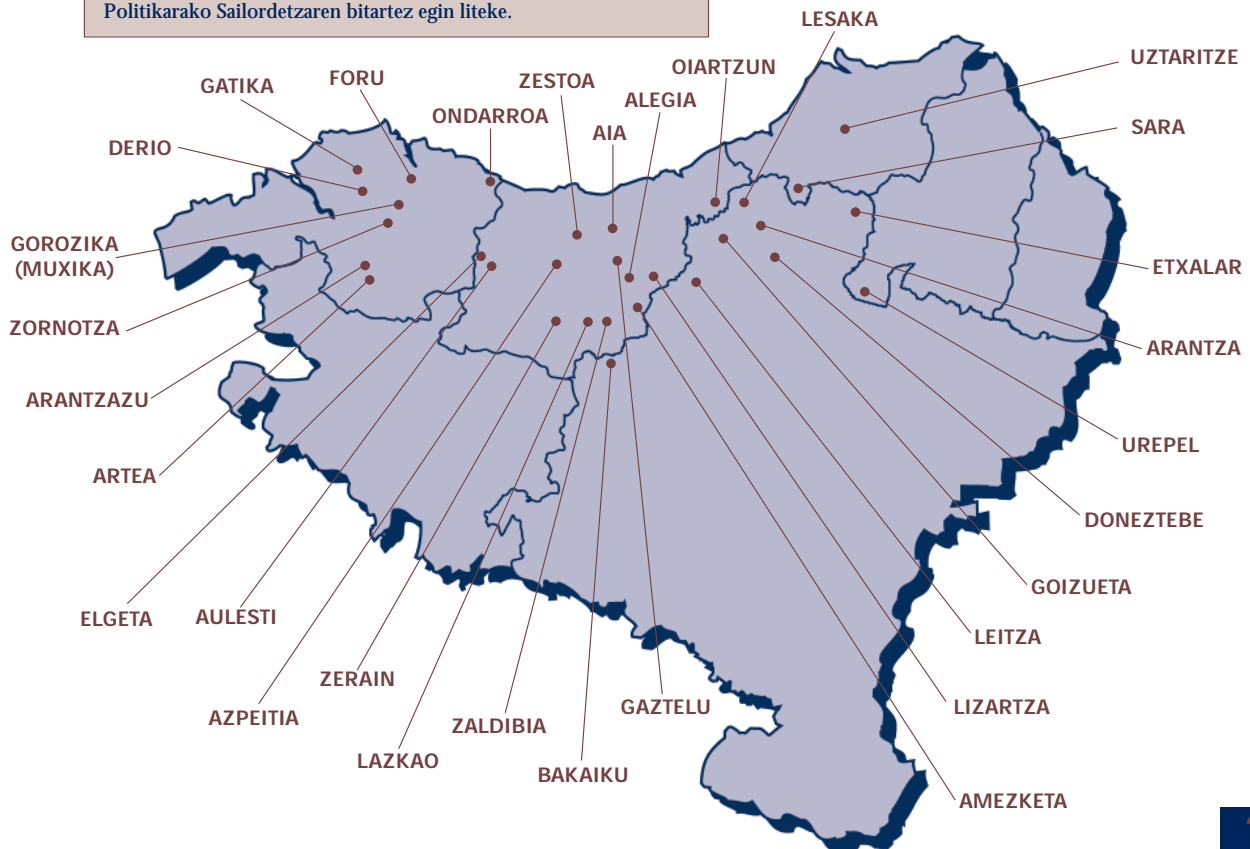 Politikarako Sailordetzaren bitartez egin liteke.
LESAKA
UZTARITZE
OIARTZUN
ZESTOA
FORU
GATIKA
ALEGIA
ONDARROA
SARA
AIA
DERIO
GOROZIKA
(MUXIKA)
ETXALAR
ZORNOTZA
ARANTZA
ARANTZAZU
UREPEL
ARTEA
DONEZTEBE
GOIZUETA
ELGETA
AULESTI
LEITZA
ZERAIN
GAZTELU
LIZARTZA
AZPEITIA
ZALDIBIA
LAZKAO
BAKAIKU
AMEZKETA